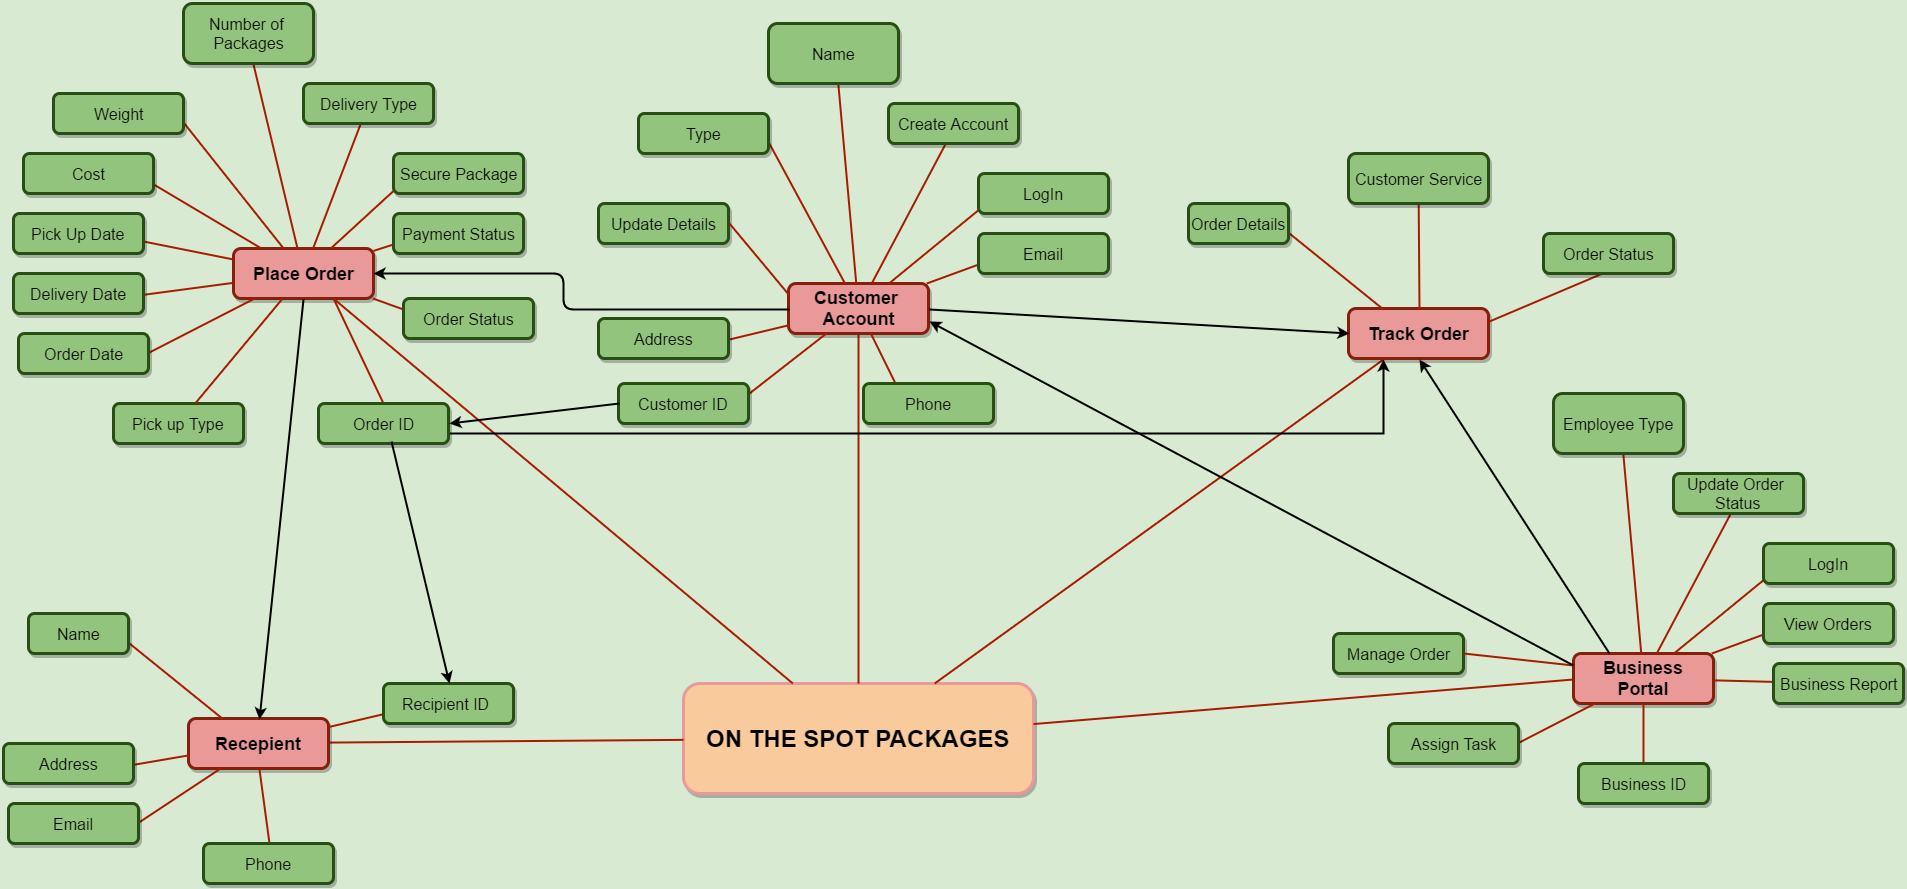 Number of
Packages
Weight
Delivery Type
Cost
Secure Package
Pick Up Date
Payment Status
Place Order
Delivery Date
Order Status
Order Date
Pick up Type
Order ID
Name
Type
Create Account
LogIn
Update Details
Email
Customer
Account
Address
Customer ID
Phone
Customer Service
Order Details
Order Status
Track Order
Employee Type
Update Order
Status
LogIn
View Orders
Manage Order
Business
Portal
Business Report
Assign Task
Business ID
Name
Recipient ID
Recepient
Address
Email
Phone
ON THE SPOT PACKAGES